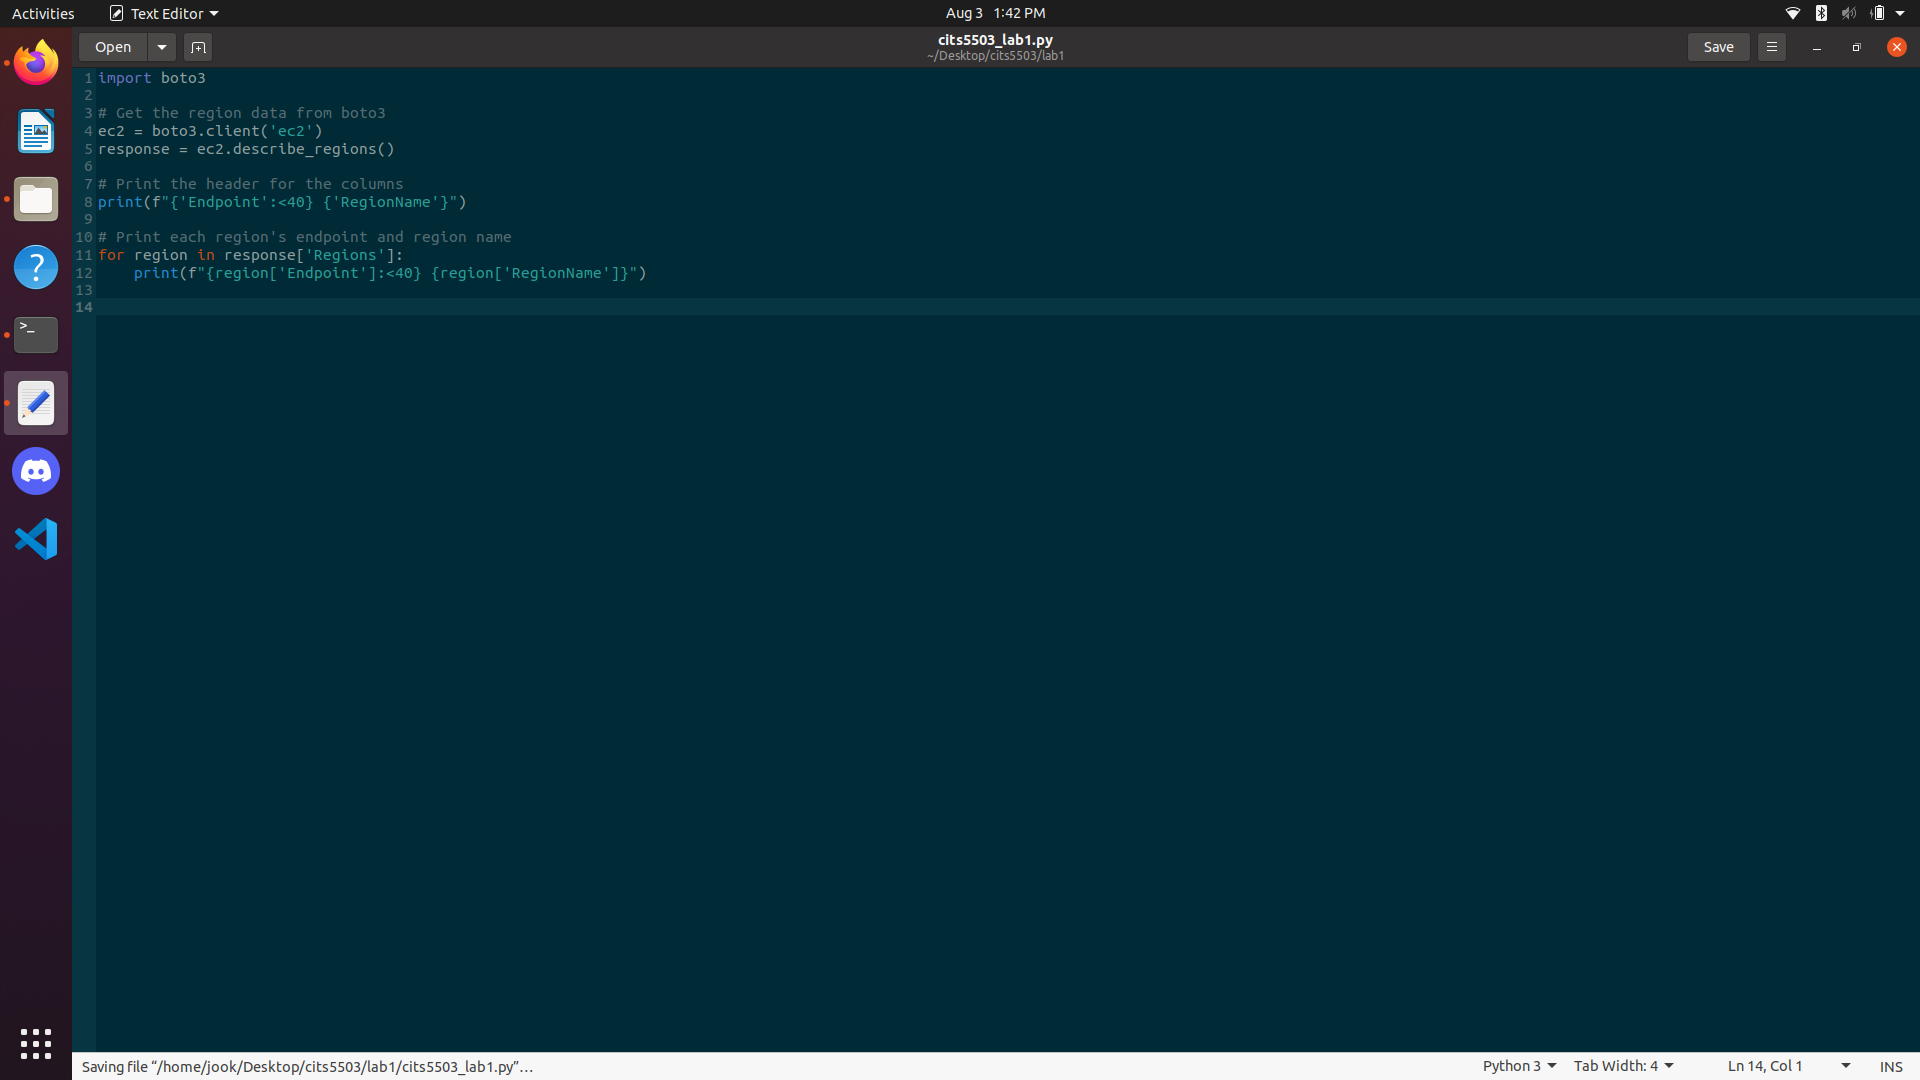 Activities Text Editor Aug 3 1:42 PM
Open cits5503_lab1.py Save
~/Desktop/cits5503/lab1
1 import boto3
2
3 # Get the region data from boto3
4 ec2 = boto3.client('ec2')
5 response = ec2.describe_regions()
6
7 # Print the header for the columns
8 print(f"{'Endpoint':<40} {'RegionName'}")
9
10 # Print each region's endpoint and region name
11 for region in response['Regions']:
12     print(f"{region['Endpoint']:<40} {region['RegionName']}")
13
14
>_
?
Saving file “/home/jook/Desktop/cits5503/lab1/cits5503_lab1.py”… Python 3 Tab Width: 4 Ln 14, Col 1 INS